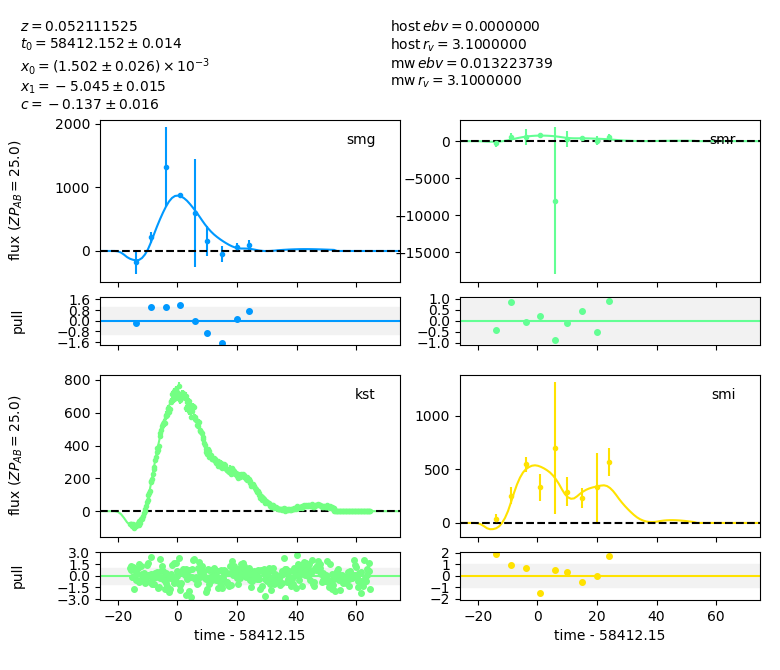 z = 0.052111525
t₀ = 58412.152 ± 0.014
x₀ = (1.502 ± 0.026) × 10⁻³
x₁ = −5.045 ± 0.015
c = −0.137 ± 0.016
host ebv = 0.0000000
host r_v = 3.1000000
mw ebv = 0.013223739
mw r_v = 3.1000000
flux (ZP_AB = 25.0)
2000
1000
0
smg
0
−5000
−10000
−15000
smr
pull
1.6
0.8
0.0
−0.8
−1.6
1.0
0.5
0.0
−0.5
−1.0
flux (ZP_AB = 25.0)
800
600
400
200
0
kst
1000
500
0
smi
pull
3.0
1.5
0.0
−1.5
−3.0
2
1
0
−1
−2
−20 0 20 40 60
−20 0 20 40 60
time - 58412.15
time - 58412.15